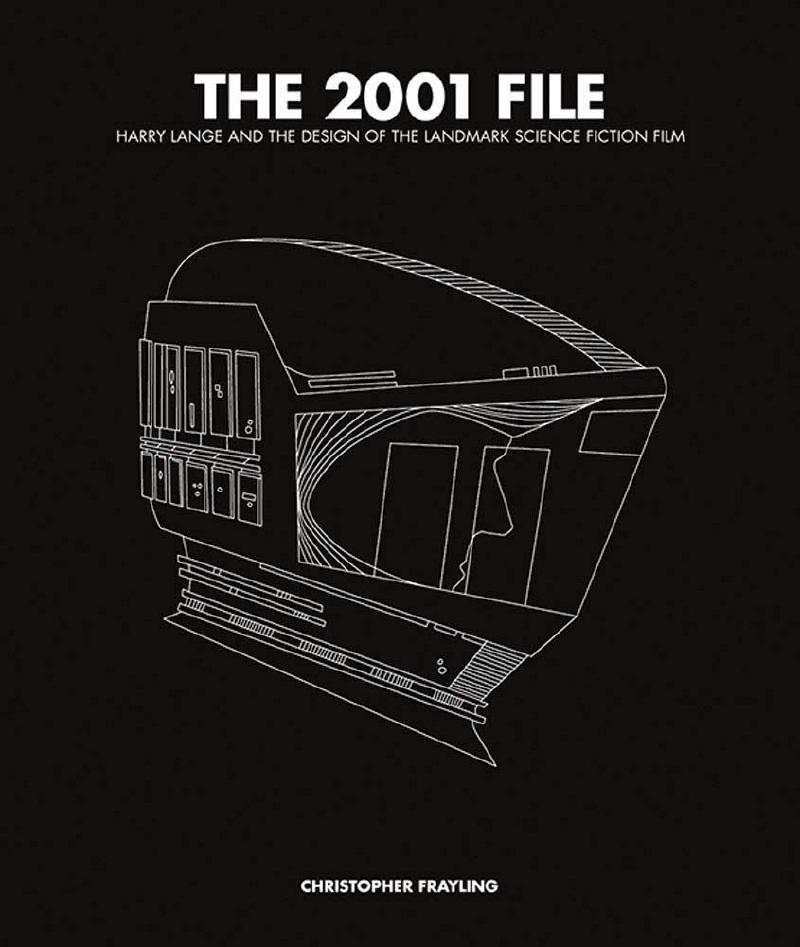 THE 2001 FILE
HARRY LANGE AND THE DESIGN OF THE LANDMARK SCIENCE FICTION FILM
CHRISTOPHER FRAYLING